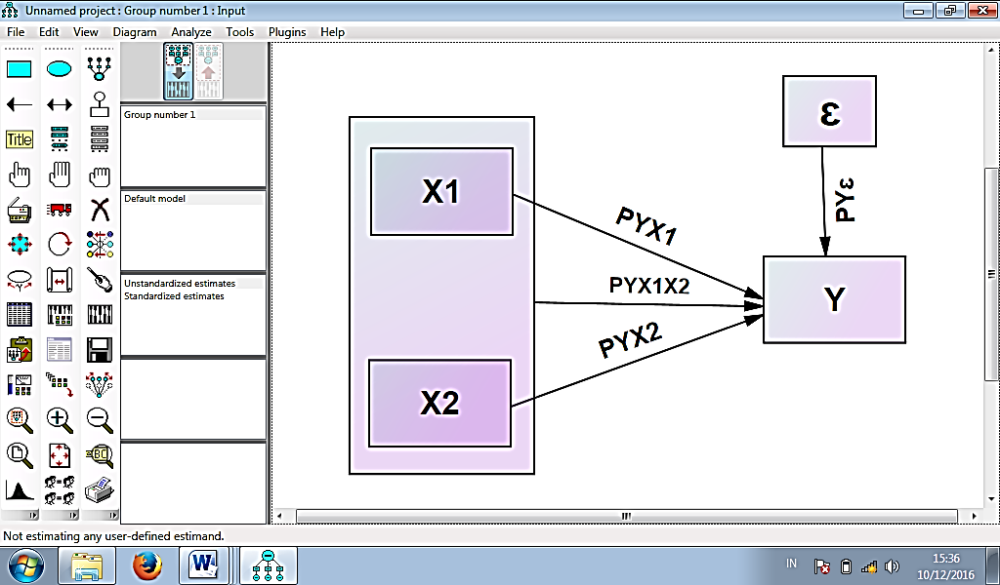 Unnamed project : Group number 1 : Input
File Edit View Diagram Analyze Tools Plugins Help
Title
COPY
ABC
Group number 1
Default model
Unstandardized estimates
Standardized estimates
ε
X1
PYX1
PYε
PYX1X2
Y
PYX2
X2
Not estimating any user-defined estimand.
W
IN
15:36
10/12/2016